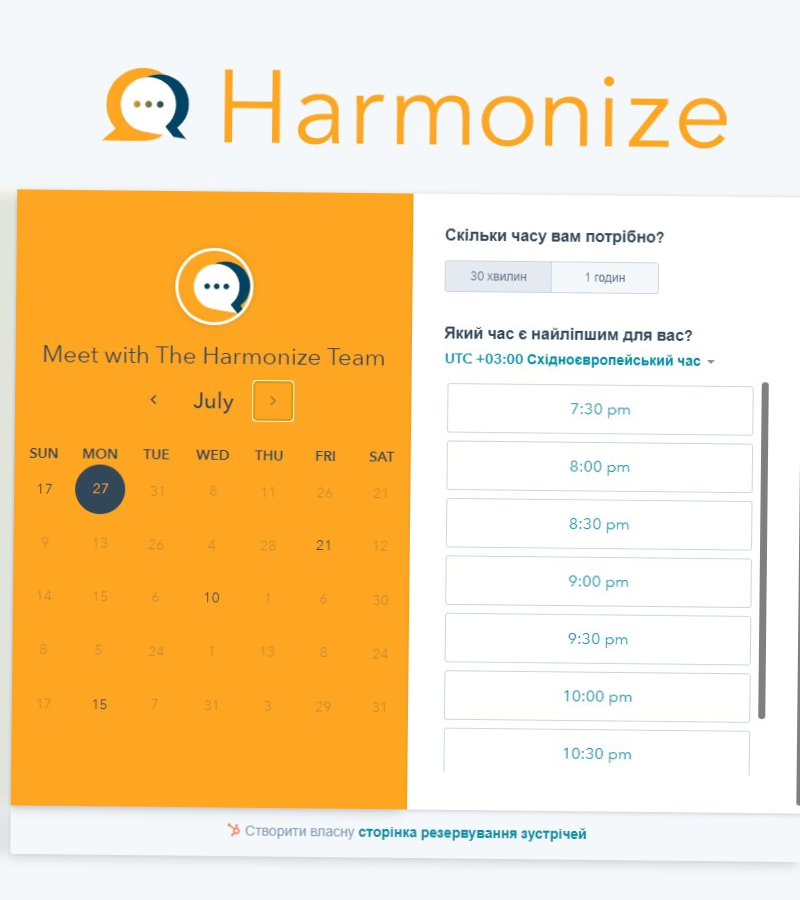 Harmonize
Meet with The Harmonize Team
July
SUN MON TUE WED THU FRI SAT
17 27 31 8 11 26 21
9 13 26 4 28 21 12
14 15 6 10 1 6 30
8 5 24 1 13 8 24
17 15 7 31 3 29 31
Скільки часу вам потрібно?
30 хвилин 1 годин
Який час є найліпшим для вас?
UTC +03:00 Східноєвропейський час
7:30 pm
8:00 pm
8:30 pm
9:00 pm
9:30 pm
10:00 pm
10:30 pm
Створити власну сторінка резервування зустрічей